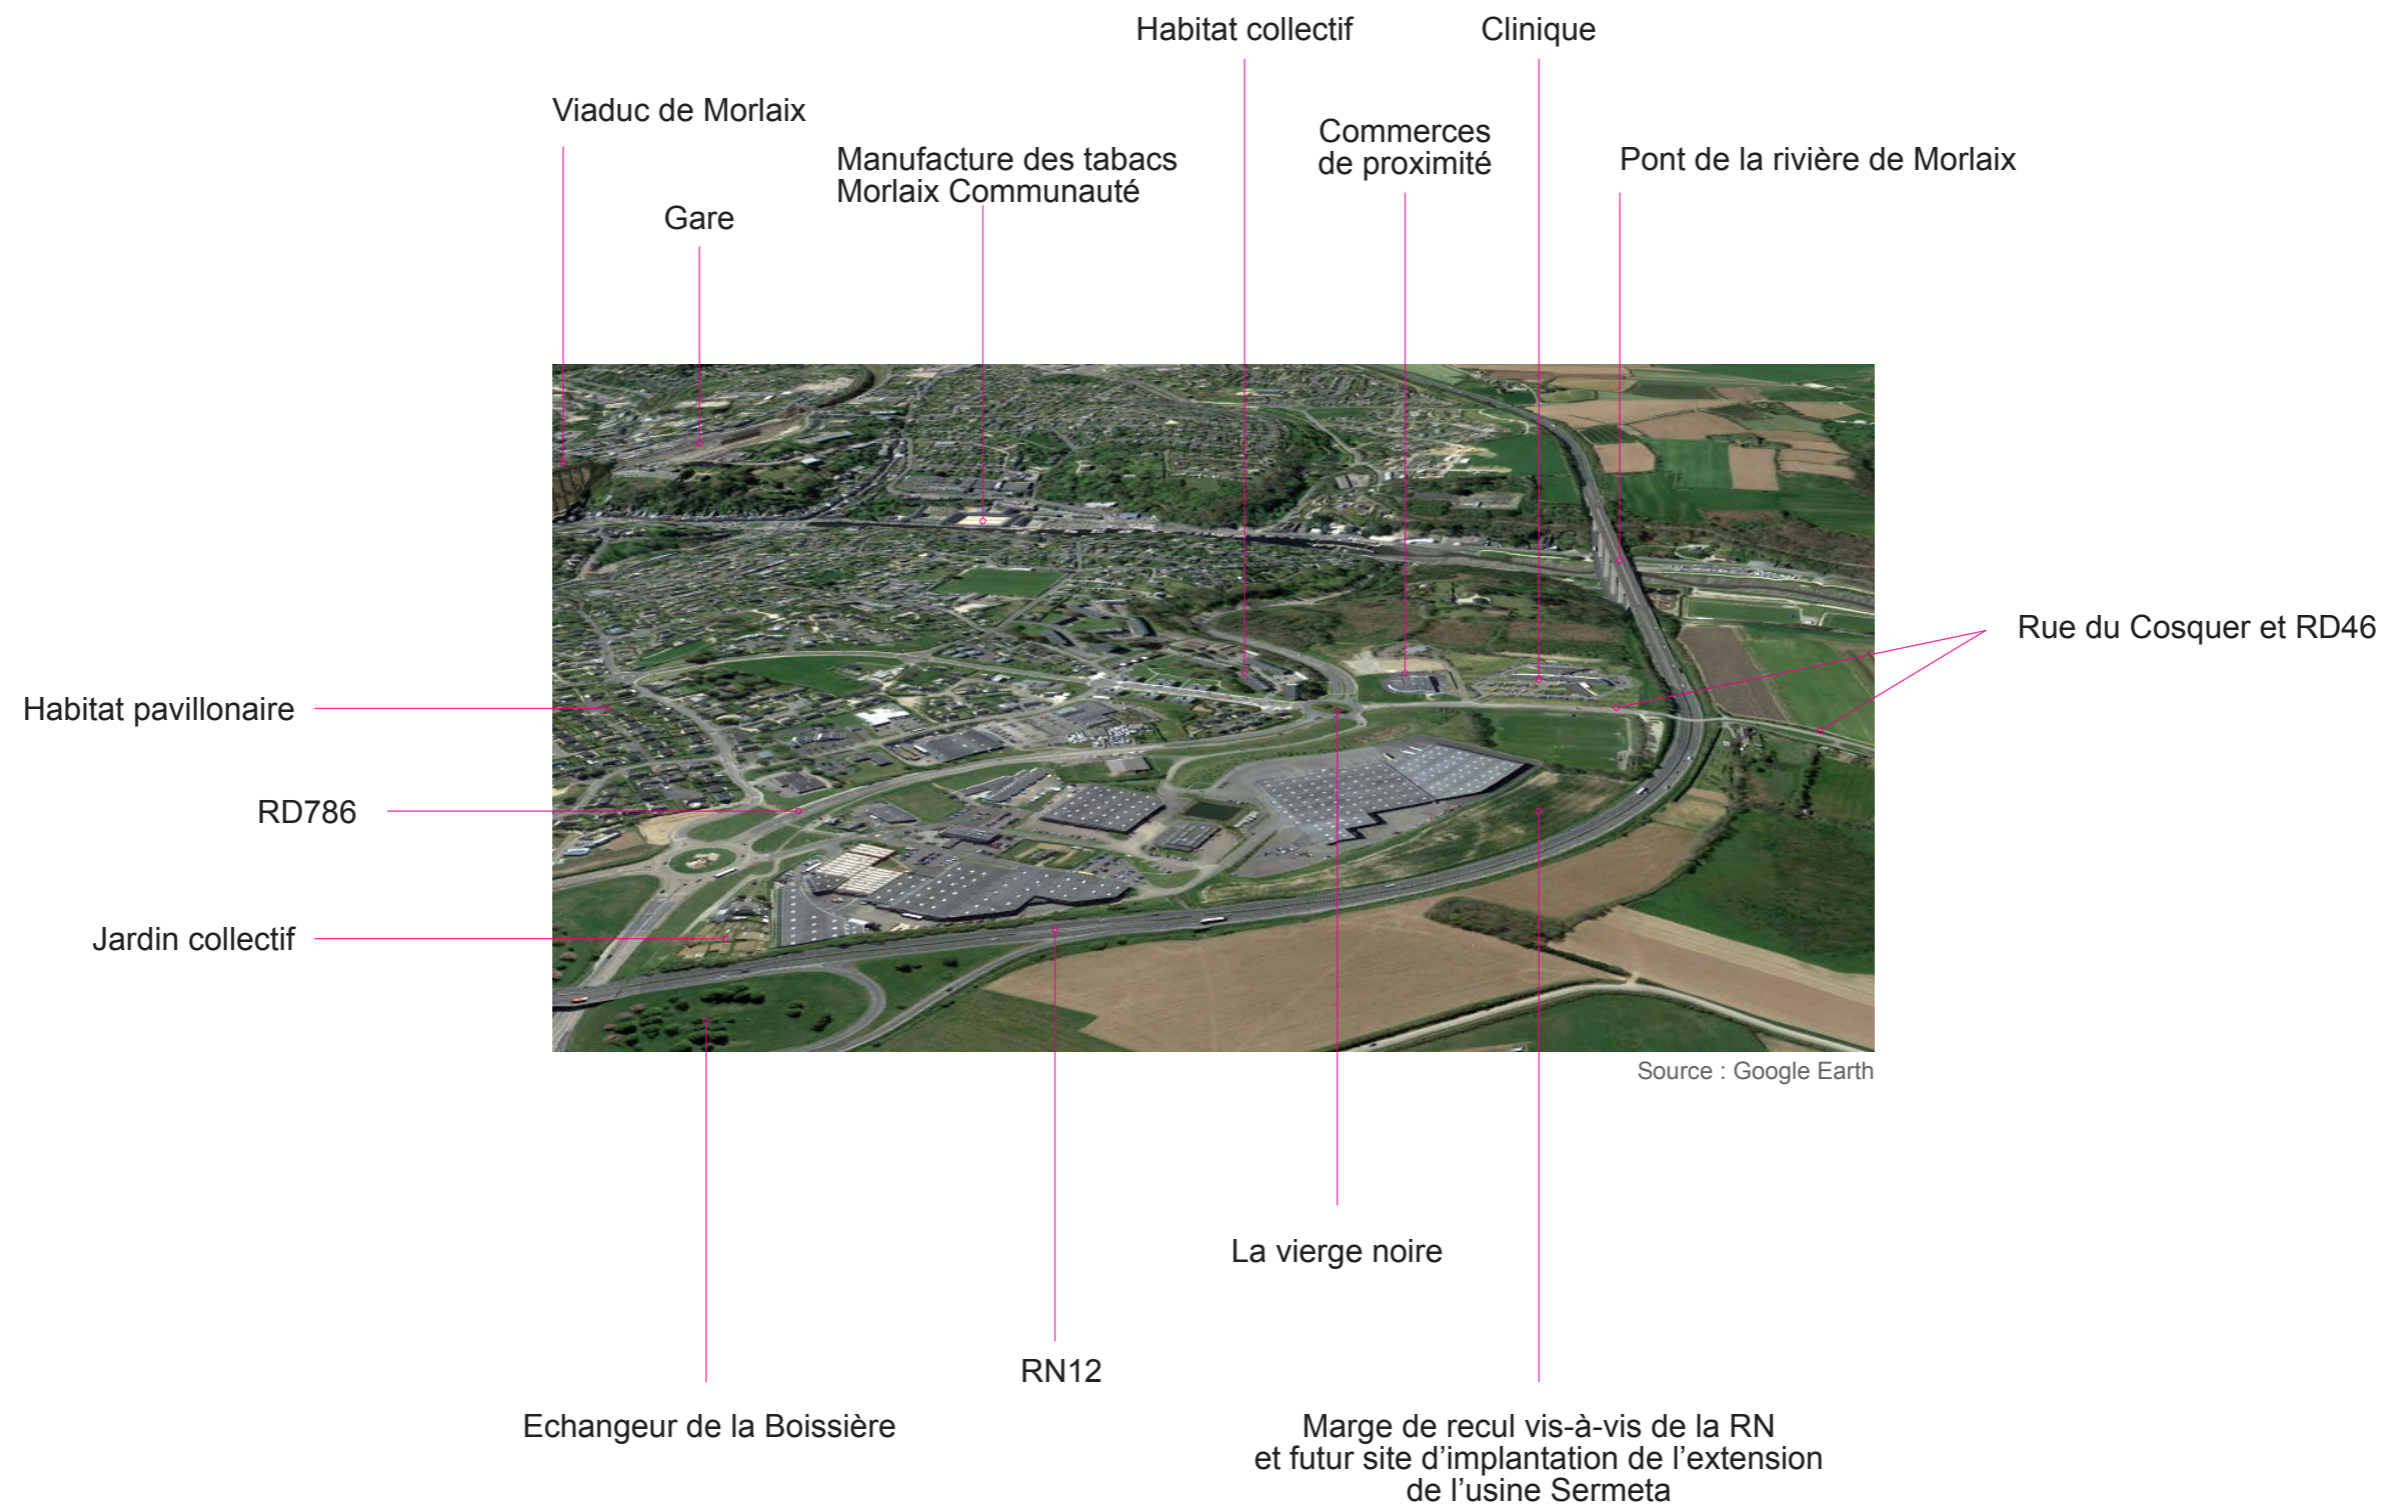 Habitat collectif
Clinique
Viaduc de Morlaix
Commerces
de proximité
Manufacture des tabacs
Morlaix Communauté
Pont de la rivière de Morlaix
Gare
Rue du Cosquer et RD46
Habitat pavillonaire
RD786
Jardin collectif
Source : Google Earth
La vierge noire
RN12
Echangeur de la Boissière
Marge de recul vis-à-vis de la RN
et futur site d'implantation de l'extension
de l'usine Sermeta